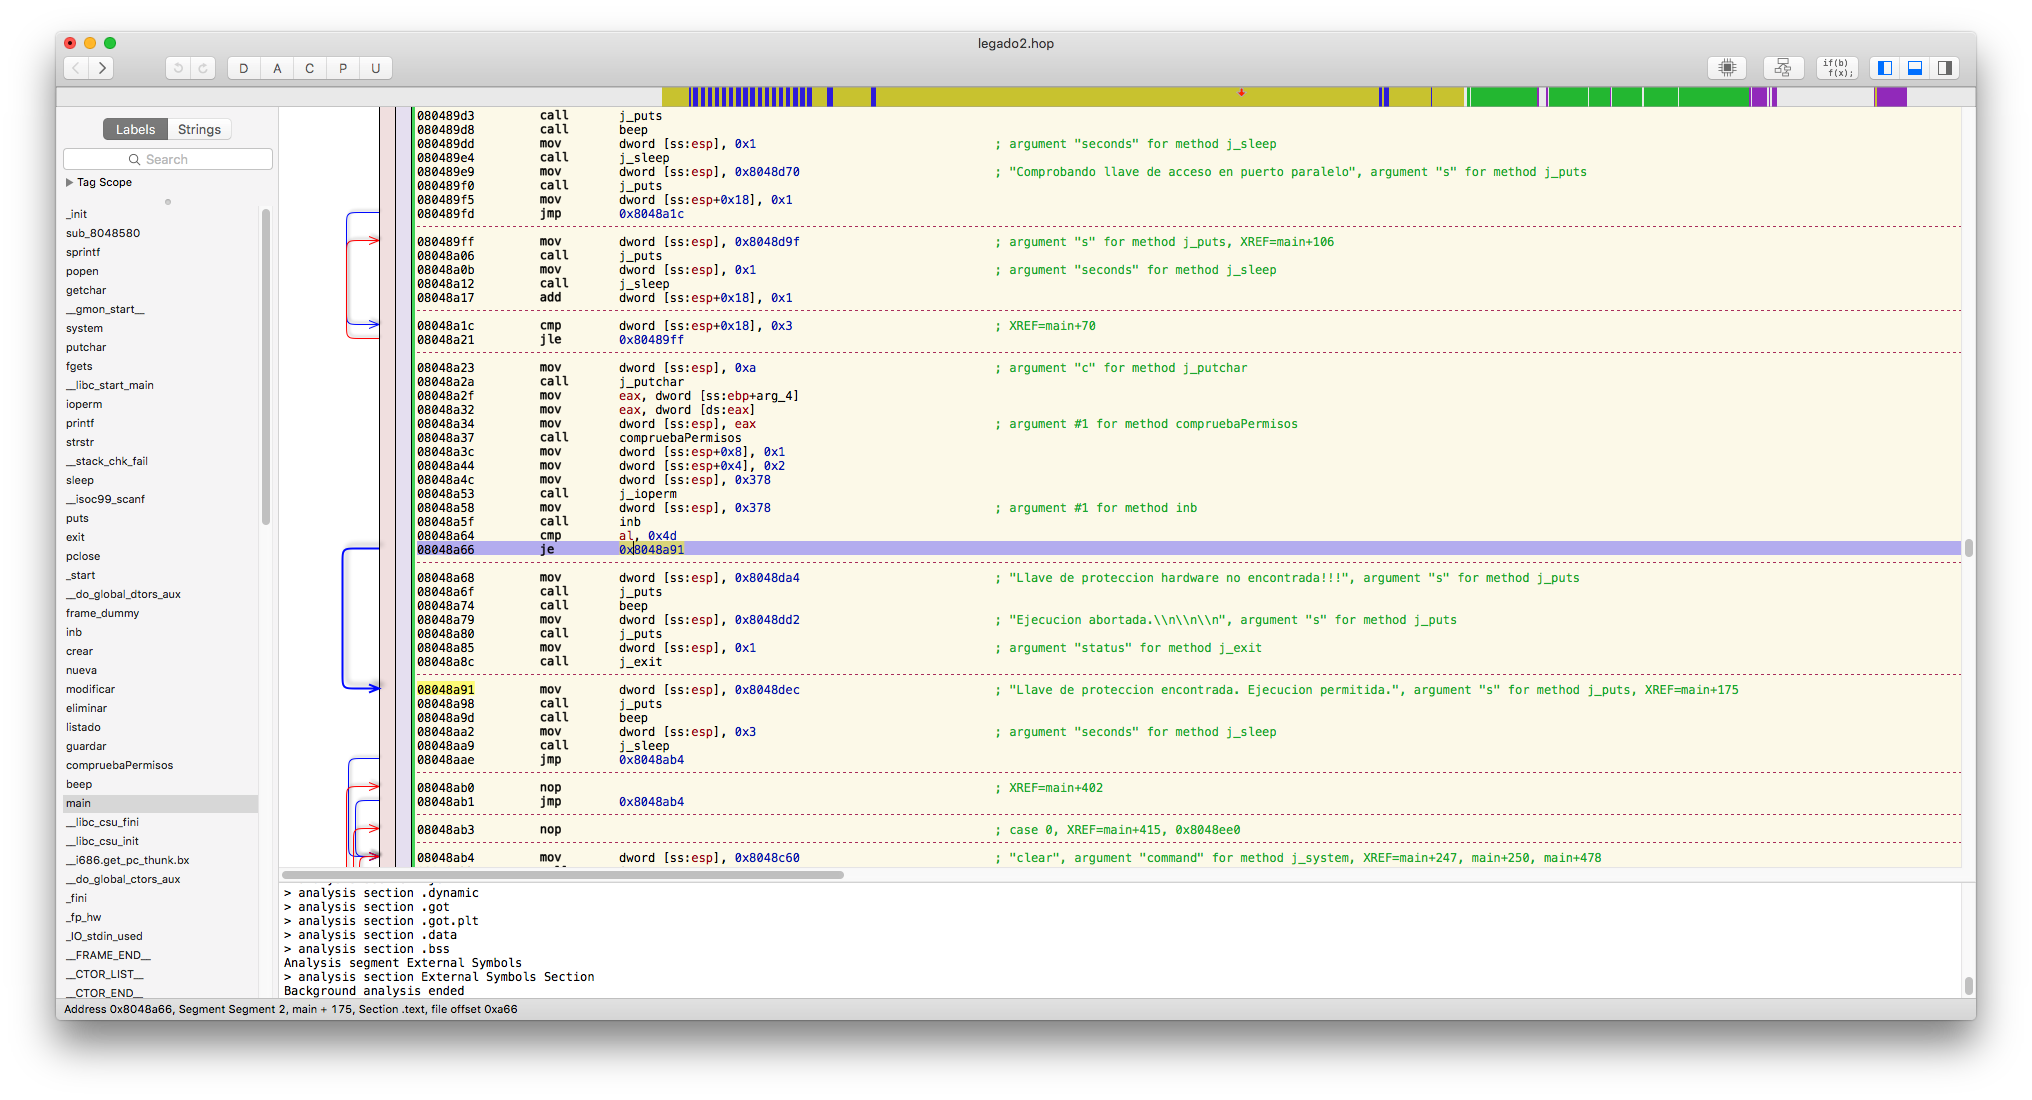 legado2.hop
D A C P U
if(b)
f(x);
Labels Strings
Search
Tag Scope
_init
sub_8048580
sprintf
popen
getchar
__gmon_start__
system
putchar
fgets
__libc_start_main
ioperm
printf
strstr
__stack_chk_fail
sleep
__isoc99_scanf
puts
exit
pclose
_start
__do_global_dtors_aux
frame_dummy
inb
crear
nueva
modificar
eliminar
listado
guardar
compruebaPermisos
beep
main
__libc_csu_fini
__libc_csu_init
__i686.get_pc_thunk.bx
__do_global_ctors_aux
_fini
_fp_hw
_IO_stdin_used
__FRAME_END__
__CTOR_LIST__
__CTOR_END__
080489d3 call j_puts
080489d8 call beep
080489dd mov dword [ss:esp], 0x1 ; argument "seconds" for method j_sleep
080489e4 call j_sleep
080489e9 mov dword [ss:esp], 0x8048d70 ; "Comprobando llave de acceso en puerto paralelo", argument "s" for method j_puts
080489f0 call j_puts
080489f5 mov dword [ss:esp+0x18], 0x1
080489fd jmp 0x8048a1c
080489ff mov dword [ss:esp], 0x8048d9f ; argument "s" for method j_puts, XREF=main+106
08048a06 call j_puts
08048a0b mov dword [ss:esp], 0x1 ; argument "seconds" for method j_sleep
08048a12 call j_sleep
08048a17 add dword [ss:esp+0x18], 0x1
08048a1c cmp dword [ss:esp+0x18], 0x3 ; XREF=main+70
08048a21 jle 0x80489ff
08048a23 mov dword [ss:esp], 0xa ; argument "c" for method j_putchar
08048a2a call j_putchar
08048a2f mov eax, dword [ss:ebp+arg_4]
08048a32 mov eax, dword [ds:eax]
08048a34 mov dword [ss:esp], eax ; argument #1 for method compruebaPermisos
08048a37 call compruebaPermisos
08048a3c mov dword [ss:esp+0x8], 0x1
08048a44 mov dword [ss:esp+0x4], 0x2
08048a4c mov dword [ss:esp], 0x378
08048a53 call j_ioperm
08048a58 mov dword [ss:esp], 0x378 ; argument #1 for method inb
08048a5f call inb
08048a64 cmp al, 0x4d
08048a66 je 0x8048a91
08048a68 mov dword [ss:esp], 0x8048da4 ; "Llave de proteccion hardware no encontrada!!!", argument "s" for method j_puts
08048a6f call j_puts
08048a74 call beep
08048a79 mov dword [ss:esp], 0x8048dd2 ; "Ejecucion abortada.\\n\\n\\n", argument "s" for method j_puts
08048a80 call j_puts
08048a85 mov dword [ss:esp], 0x1 ; argument "status" for method j_exit
08048a8c call j_exit
08048a91 mov dword [ss:esp], 0x8048dec ; "Llave de proteccion encontrada. Ejecucion permitida.", argument "s" for method j_puts, XREF=main+175
08048a98 call j_puts
08048a9d call beep
08048aa2 mov dword [ss:esp], 0x3 ; argument "seconds" for method j_sleep
08048aa9 call j_sleep
08048aae jmp 0x8048ab4
08048ab0 nop ; XREF=main+402
08048ab1 jmp 0x8048ab4
08048ab3 nop ; case 0, XREF=main+415, 0x8048ee0
08048ab4 mov dword [ss:esp], 0x8048c60 ; "clear", argument "command" for method j_system, XREF=main+247, main+250, main+478
> analysis section .dynamic
> analysis section .got
> analysis section .got.plt
> analysis section .data
> analysis section .bss
Analysis segment External Symbols
> analysis section External Symbols Section
Background analysis ended
Address 0x8048a66, Segment Segment 2, main + 175, Section .text, file offset 0xa66